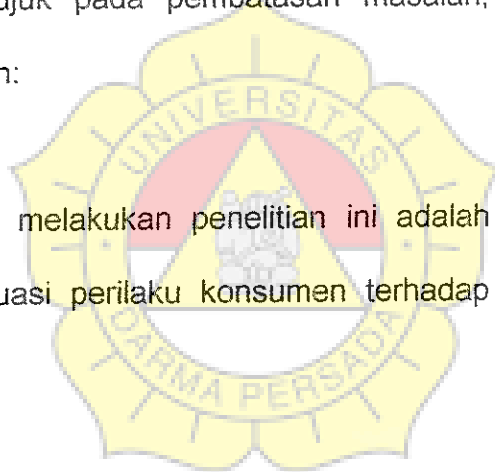 ujuk pada pembatasan masalah,
n:
UNIVERSITAS
melakukan penelitian ini adalah
uasi perilaku konsumen terhadap
DARMA PERSADA